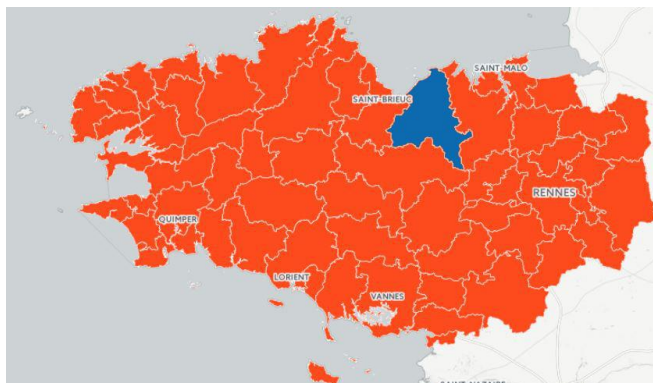 SAINT-MALO
SAINT-BRIEUC
RENNES
QUIMPER
LORIENT
VANNES